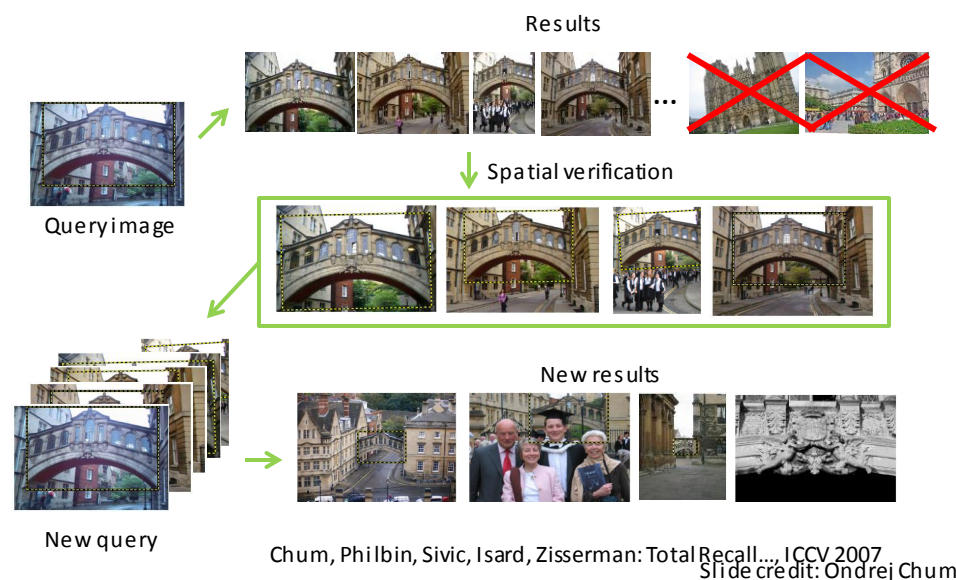 Results
...
Spatial verification
Query image
New results
New query
Chum, Philbin, Sivic, Isard, Zisserman: Total Recall..., ICCV 2007
Slide credit: Ondrej Chum